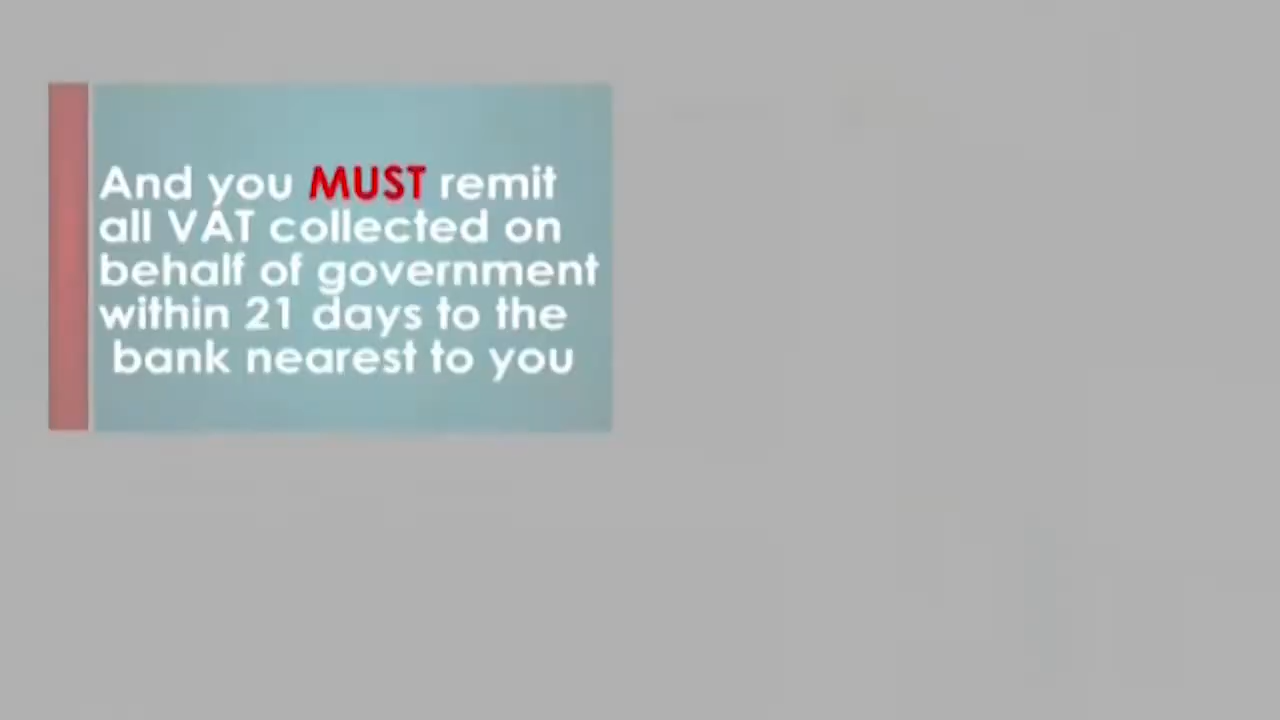 And you MUST remit
all VAT collected on
behalf of government
within 21 days to the
bank nearest to you